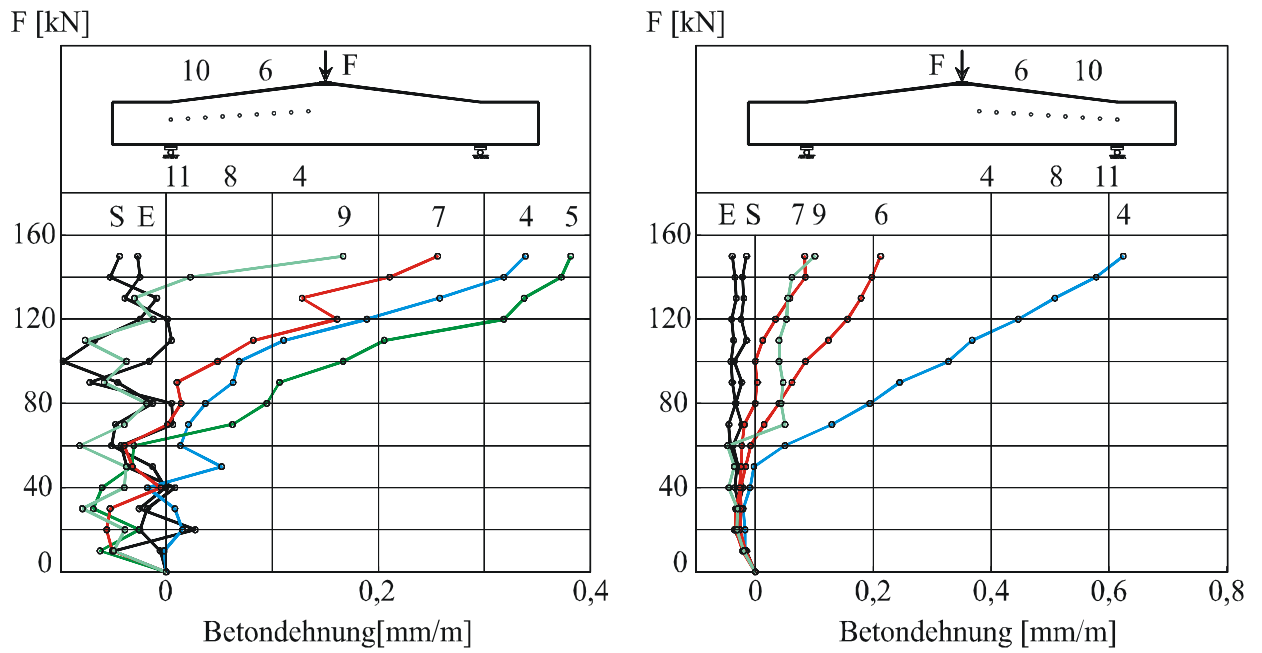 F [kN]
10 6 F
11 8 4
S E 9 7 4 5
160
120
80
40
0
0 0,2 0,4
Betondehnung[mm/m]
F [kN]
F 6 10
4 8 11
E S 7 9 6 4
160
120
80
40
0
0 0,2 0,4 0,6 0,8
Betondehnung [mm/m]